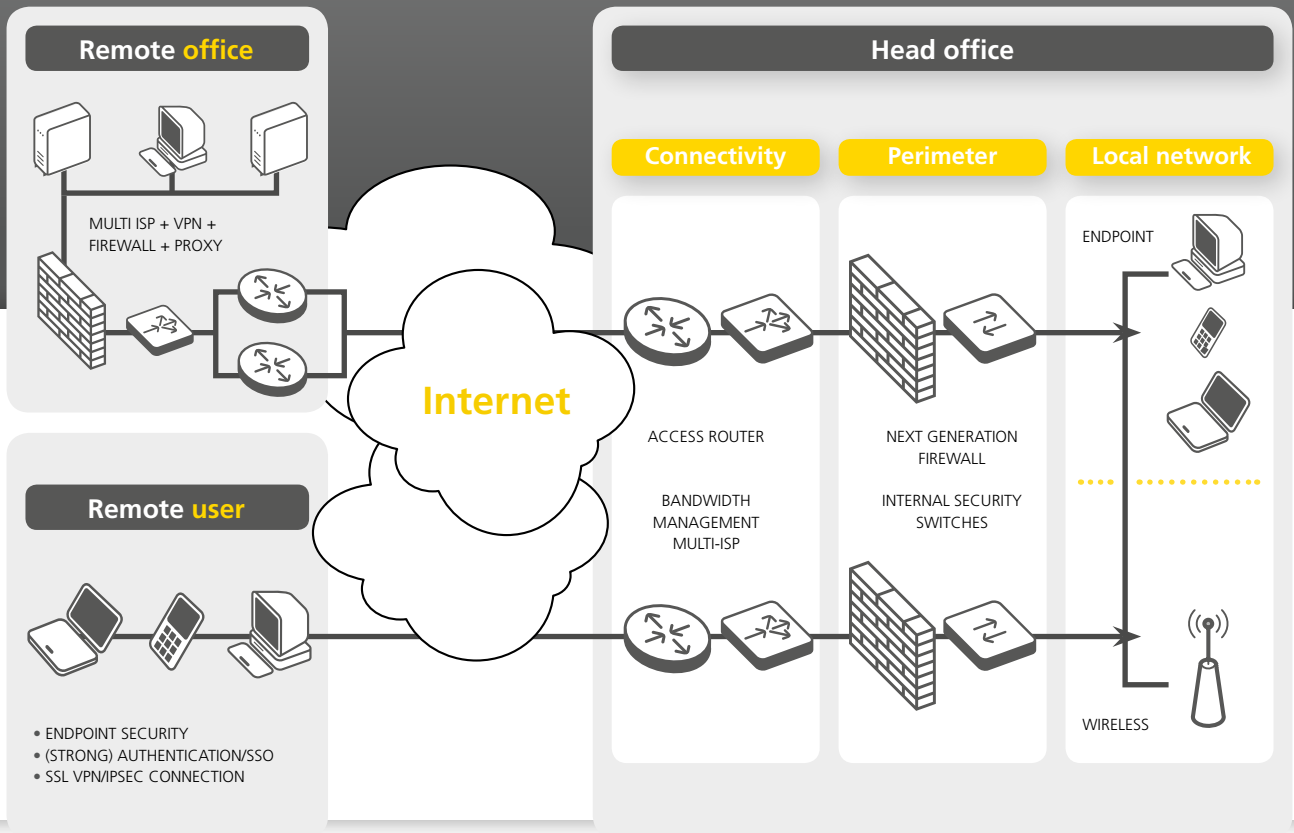 Remote office
MULTI ISP + VPN +
FIREWALL + PROXY
Remote user
• ENDPOINT SECURITY
• (STRONG) AUTHENTICATION/SSO
• SSL VPN/IPSEC CONNECTION
Internet
Head office
Connectivity
ACCESS ROUTER
BANDWIDTH
MANAGEMENT
MULTI-ISP
Perimeter
NEXT GENERATION
FIREWALL
INTERNAL SECURITY
SWITCHES
Local network
ENDPOINT
WIRELESS